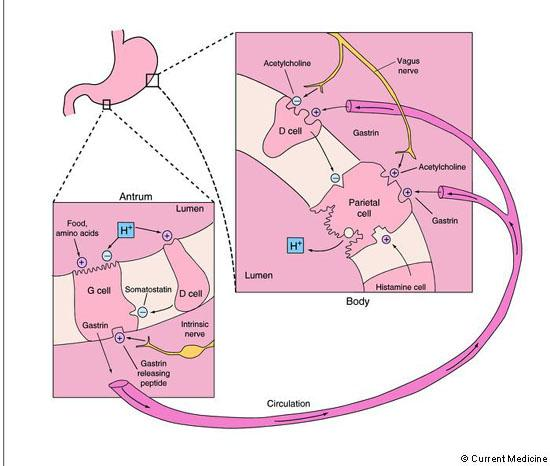 Acetylcholine
Vagus
nerve
D cell
Gastrin
Acetylcholine
Parietal
cell
Gastrin
H+
Lumen
Histamine cell
Body
Antrum
Lumen
Food,
amino acids
H+
G cell
Somatostatin
D cell
Gastrin
Intrinsic
nerve
Gastrin
releasing
peptide
Circulation
© Current Medicine